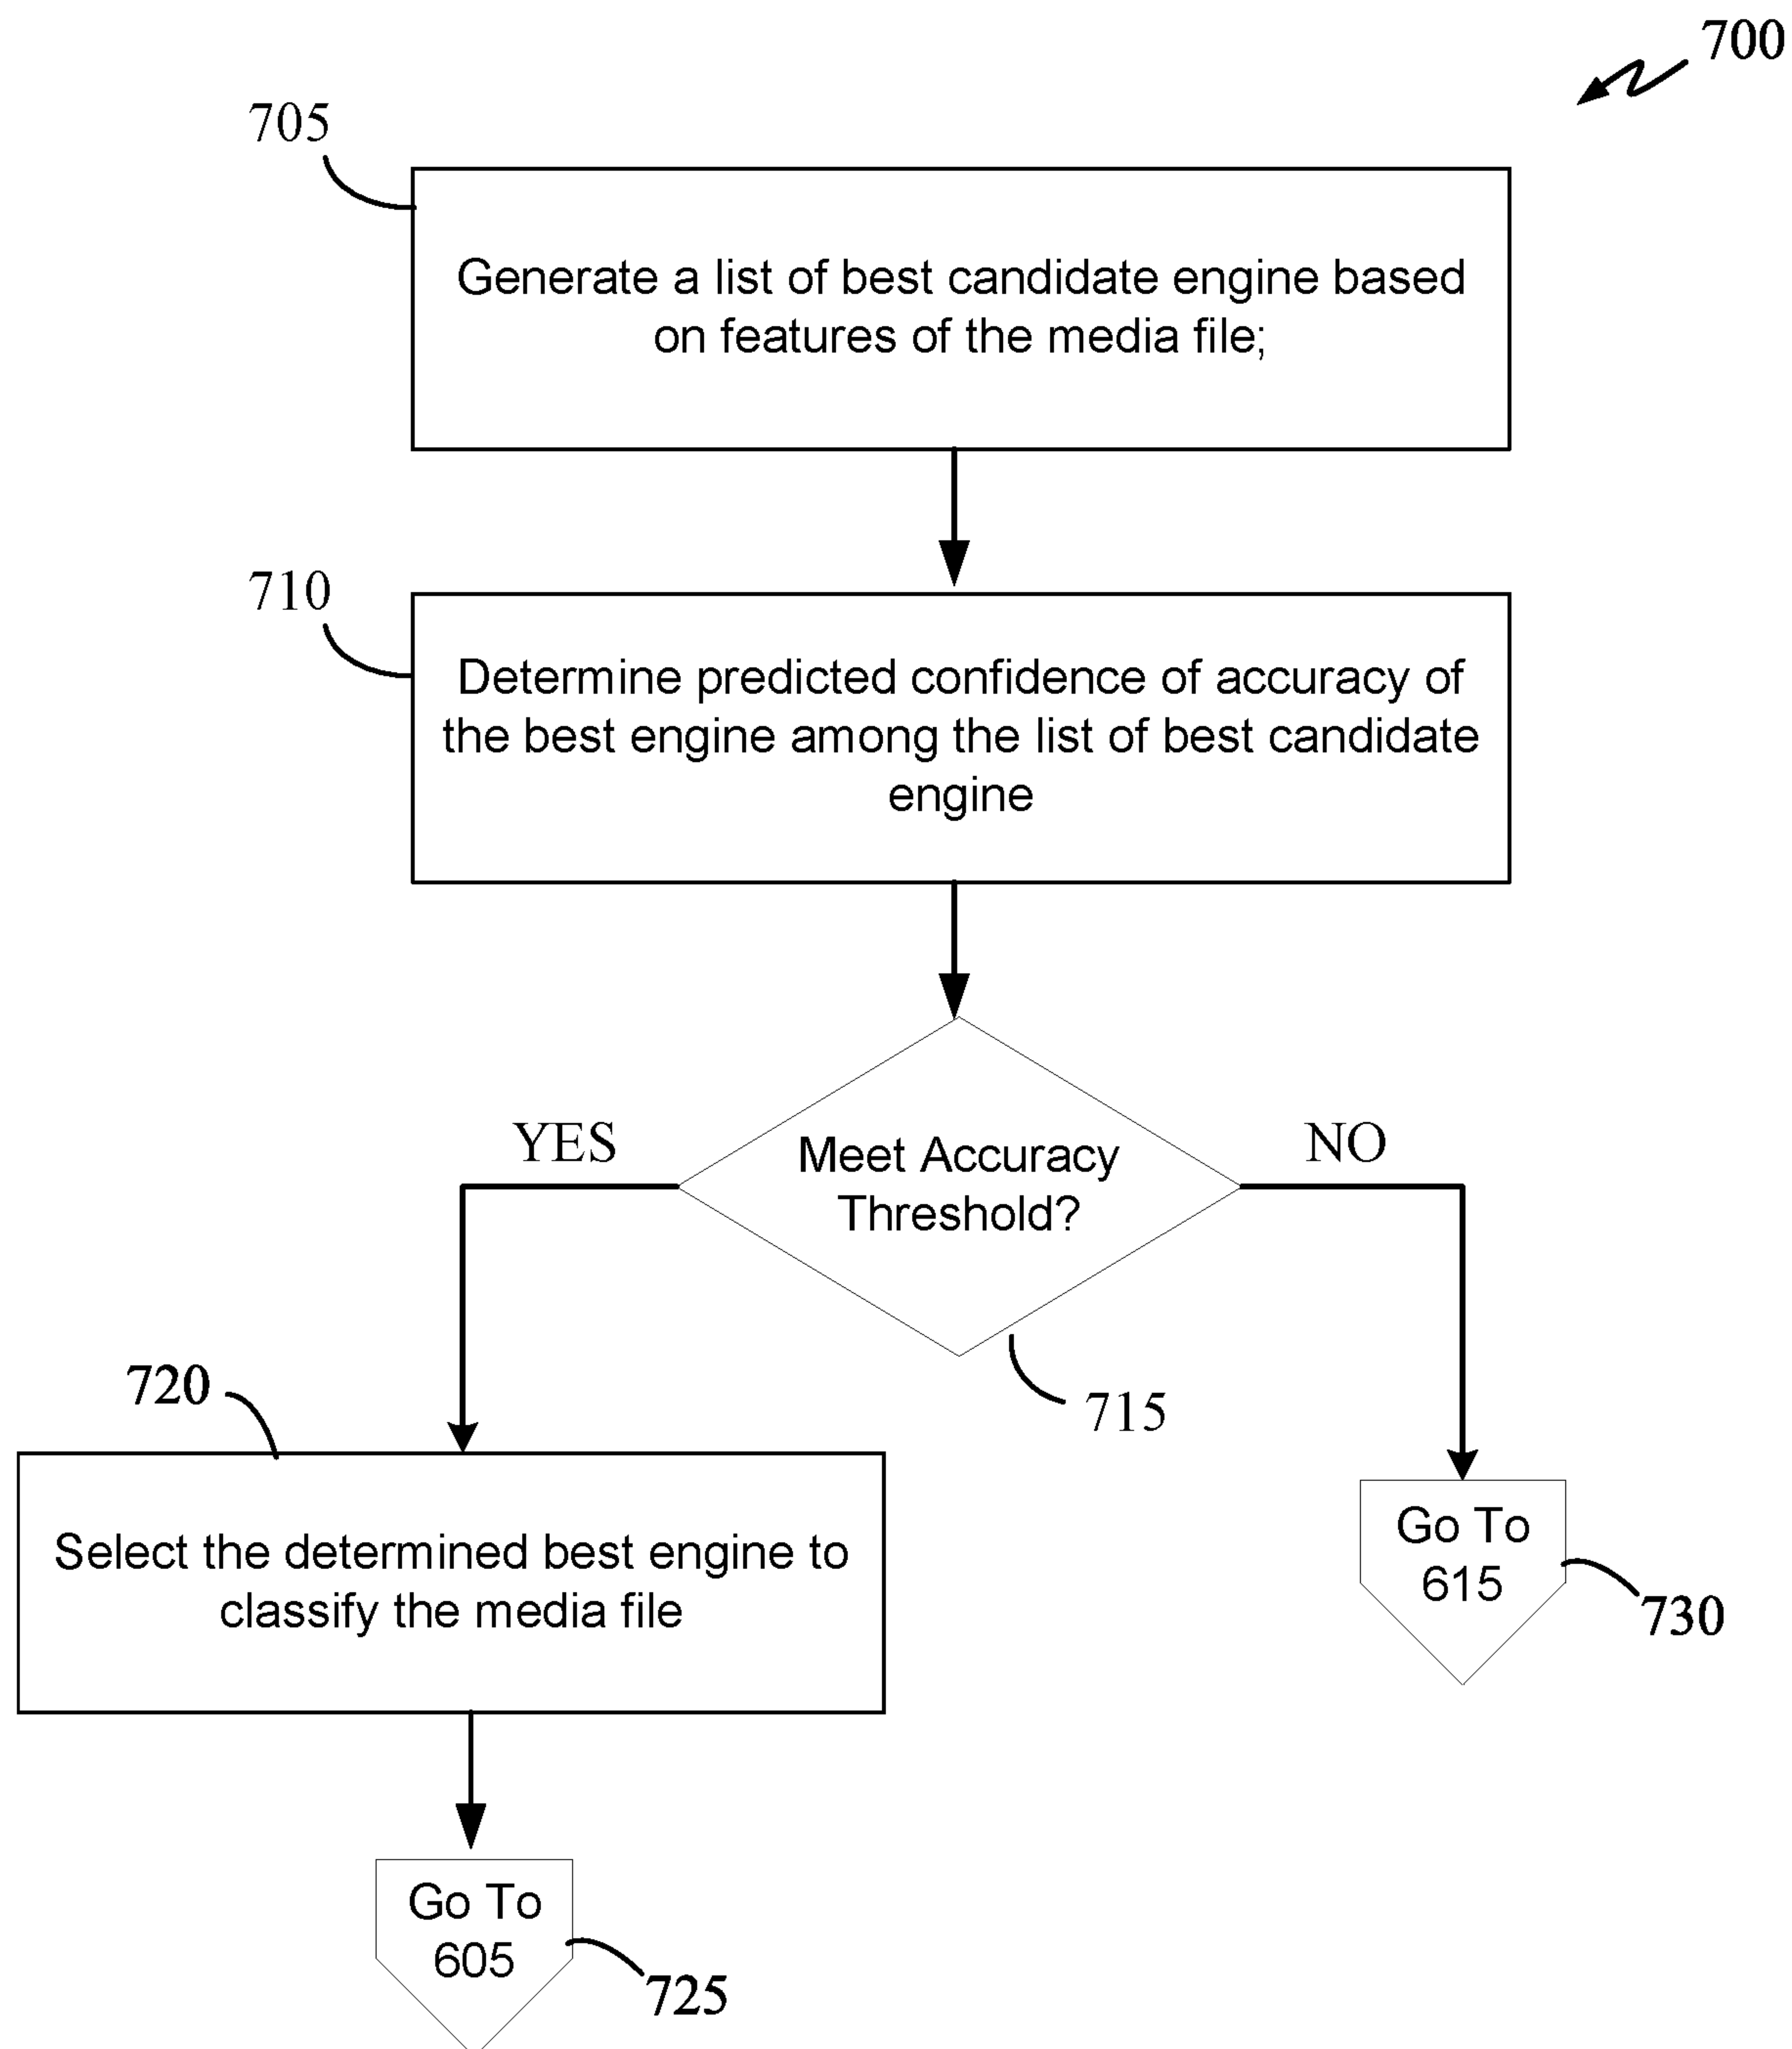 700
705
Generate a list of best candidate engine based
on features of the media file;
710
Determine predicted confidence of accuracy of
the best engine among the list of best candidate
engine
YES
Meet Accuracy
Threshold?
NO
715
720
Select the determined best engine to
classify the media file
Go To
615
730
Go To
605
725